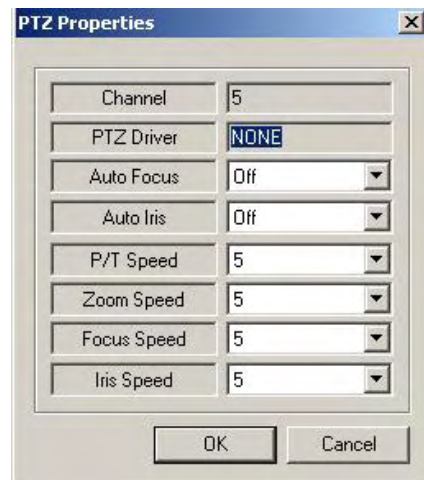 PTZ Properties
Channel 5
PTZ Driver NONE
Auto Focus Off
Auto Iris Off
P/T Speed 5
Zoom Speed 5
Focus Speed 5
Iris Speed 5
OK Cancel